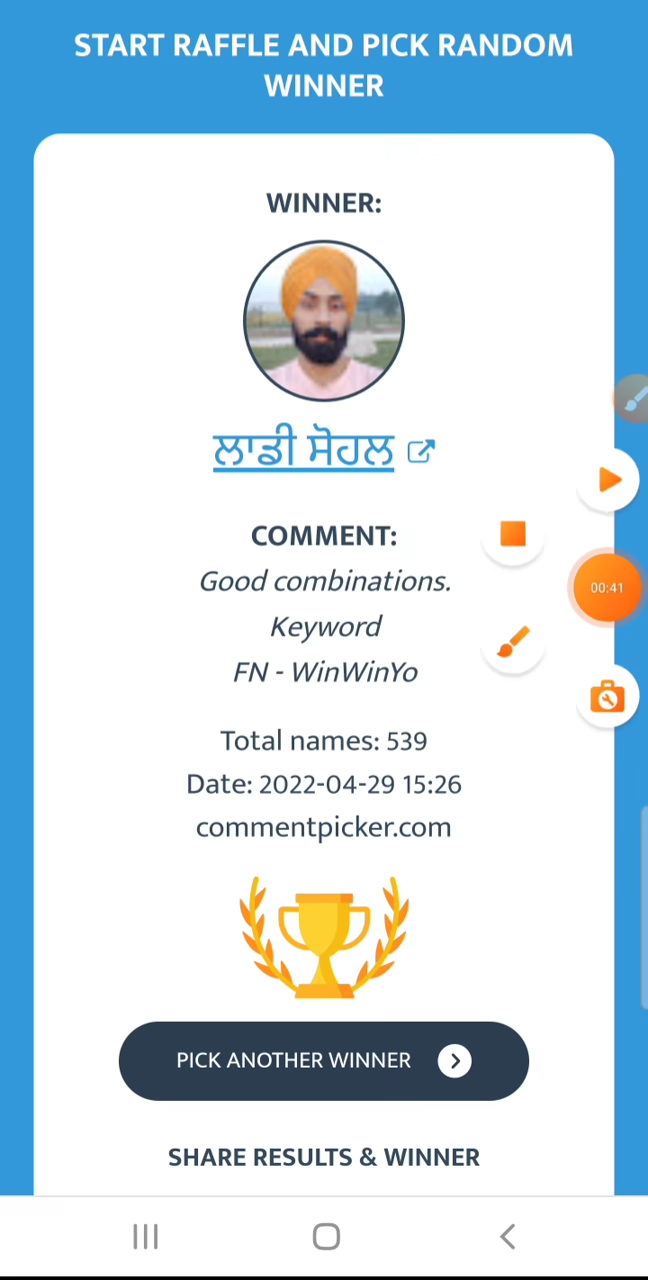 START RAFFLE AND PICK RANDOM
WINNER
WINNER:
ਲਾਡੀ ਸੋਹਲ
COMMENT:
Good combinations.
Keyword
FN - WinWinYo
00:41
Total names: 539
Date: 2022-04-29 15:26
commentpicker.com
PICK ANOTHER WINNER
SHARE RESULTS & WINNER